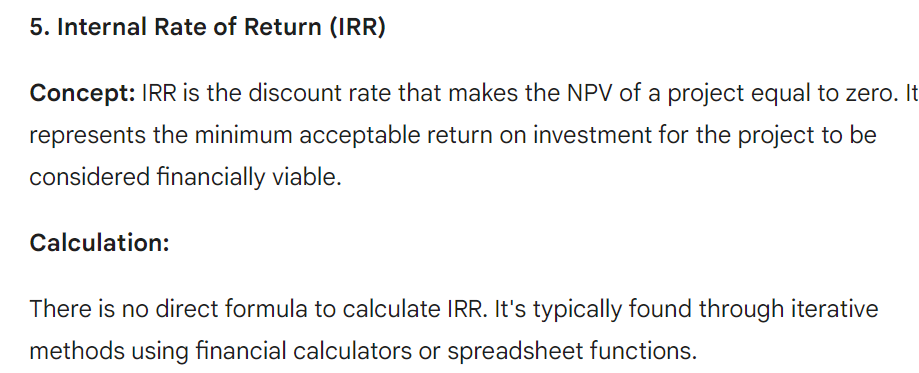 5. Internal Rate of Return (IRR)
Concept: IRR is the discount rate that makes the NPV of a project equal to zero. It
represents the minimum acceptable return on investment for the project to be
considered financially viable.
Calculation:
There is no direct formula to calculate IRR. It's typically found through iterative
methods using financial calculators or spreadsheet functions.